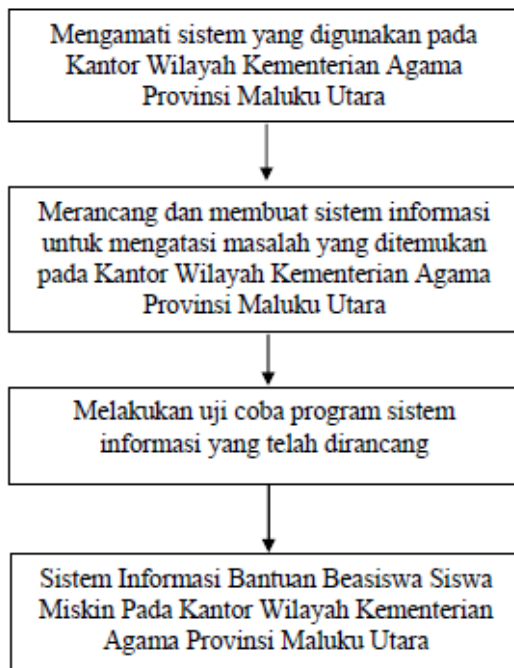 Mengamati sistem yang digunakan pada
Kantor Wilayah Kementerian Agama
Provinsi Maluku Utara
Merancang dan membuat sistem informasi
untuk mengatasi masalah yang ditemukan
pada Kantor Wilayah Kementerian Agama
Provinsi Maluku Utara
Melakukan uji coba program sistem
informasi yang telah dirancang
Sistem Informasi Bantuan Beasiswa Siswa
Miskin Pada Kantor Wilayah Kementerian
Agama Provinsi Maluku Utara